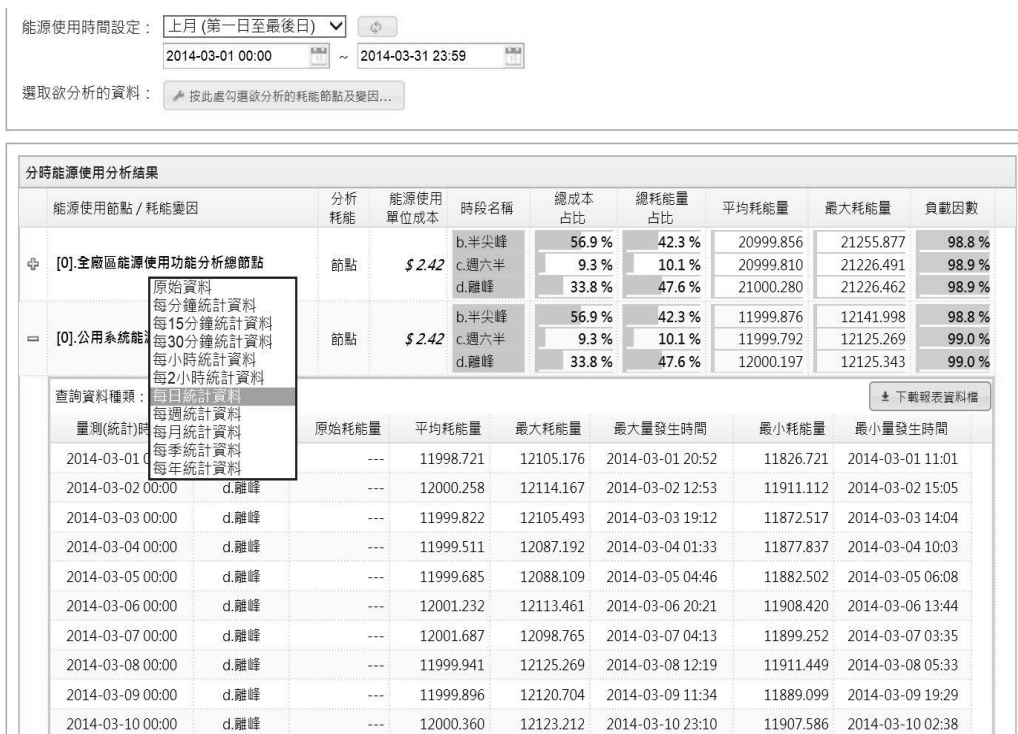 能源使用時間設定： 上月 (第一日至最後日)
2014-03-01 00:00 ~ 2014-03-31 23:59
選取欲分析的資料： 按此處勾選欲分析的耗能節點及變因...
分時能源使用分析結果
能源使用節點 / 耗能變因 分析耗能 能源使用單位成本 時段名稱 總成本占比 總耗能量占比 平均耗能量 最大耗能量 負載因數
b.半尖峰 56.9 % 42.3 % 20999.856 21255.877 98.8 %
[0].全廠區能源使用功能分析總節點 節點 $ 2.42 c.週六半 9.3 % 10.1 % 20999.810 21226.491 98.9 %
d.離峰 33.8 % 47.6 % 21000.280 21226.462 98.9 %
b.半尖峰 56.9 % 42.3 % 11999.876 12141.998 98.8 %
[0].公用系統能 節點 $ 2.42 c.週六半 9.3 % 10.1 % 11999.792 12125.269 99.0 %
d.離峰 33.8 % 47.6 % 12000.197 12125.343 99.0 %
原始資料
每分鐘統計資料
每15分鐘統計資料
每30分鐘統計資料
每小時統計資料
每2小時統計資料
每日統計資料
每週統計資料
每月統計資料
每季統計資料
每年統計資料
查詢資料種類： 下載報表資料檔
量測(統計)時 原始耗能量 平均耗能量 最大耗能量 最大量發生時間 最小耗能量 最小量發生時間
2014-03-01 --- 11998.721 12105.176 2014-03-01 20:52 11826.721 2014-03-01 11:01
2014-03-02 00:00 d.離峰 --- 12000.258 12114.167 2014-03-02 12:53 11911.112 2014-03-02 15:05
2014-03-03 00:00 d.離峰 --- 11999.822 12105.493 2014-03-03 19:12 11872.517 2014-03-03 14:04
2014-03-04 00:00 d.離峰 --- 11999.511 12087.192 2014-03-04 01:33 11877.837 2014-03-04 10:03
2014-03-05 00:00 d.離峰 --- 11999.685 12088.109 2014-03-05 04:46 11882.502 2014-03-05 06:08
2014-03-06 00:00 d.離峰 --- 12001.232 12113.461 2014-03-06 20:21 11908.420 2014-03-06 13:44
2014-03-07 00:00 d.離峰 --- 12001.687 12098.765 2014-03-07 04:13 11899.252 2014-03-07 03:35
2014-03-08 00:00 d.離峰 --- 11999.941 12125.269 2014-03-08 12:19 11911.449 2014-03-08 05:33
2014-03-09 00:00 d.離峰 --- 11999.896 12120.704 2014-03-09 11:34 11889.099 2014-03-09 19:29
2014-03-10 00:00 d.離峰 --- 12000.360 12123.212 2014-03-10 23:10 11907.586 2014-03-10 02:38